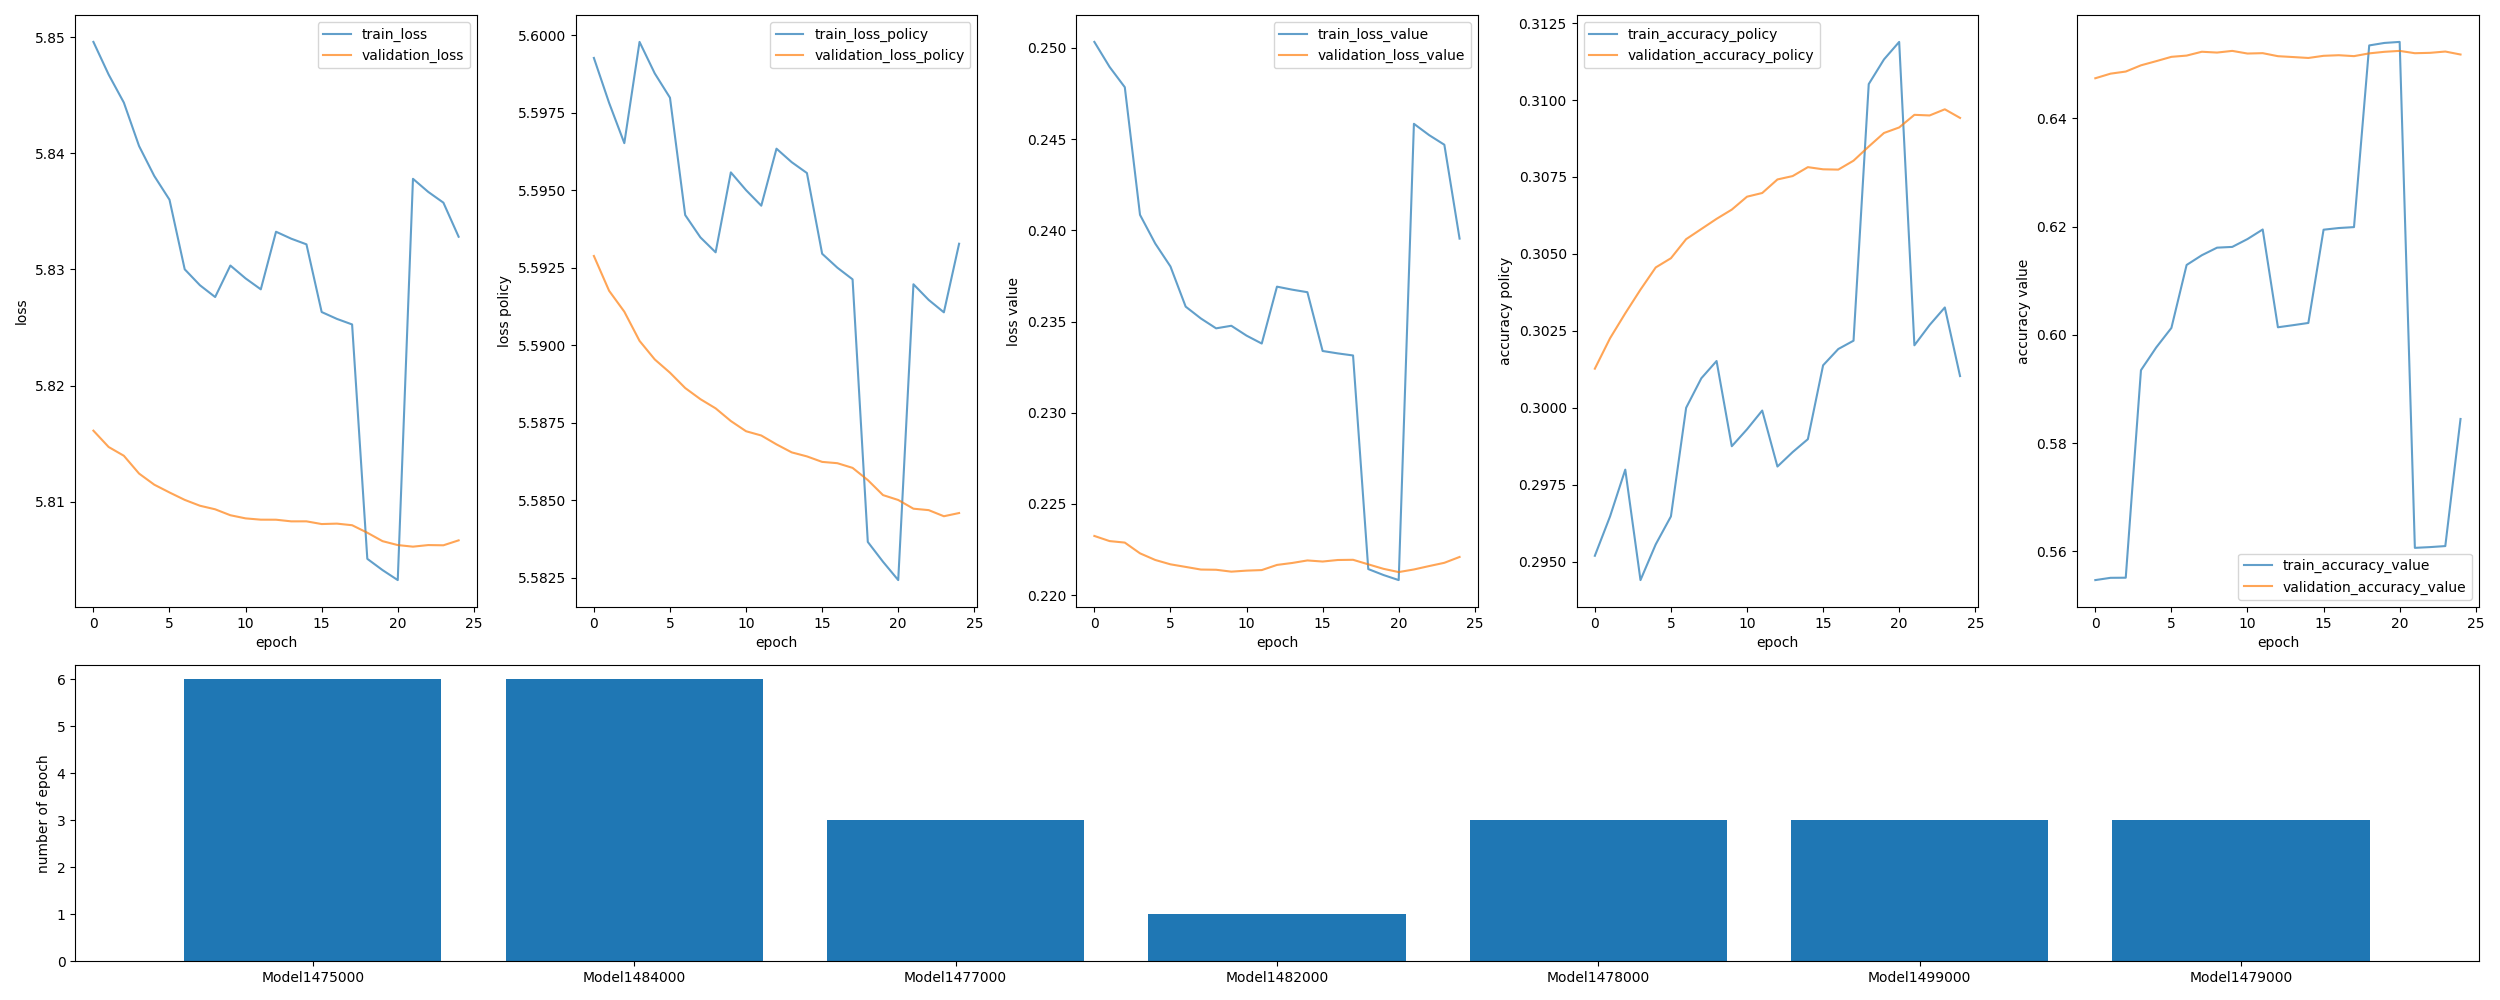 loss
5.85
5.84
5.83
5.82
5.81
train_loss
validation_loss
0 5 10 15 20 25
epoch
loss policy
5.6000
5.5975
5.5950
5.5925
5.5900
5.5875
5.5850
5.5825
train_loss_policy
validation_loss_policy
0 5 10 15 20 25
epoch
loss value
0.250
0.245
0.240
0.235
0.230
0.225
0.220
train_loss_value
validation_loss_value
0 5 10 15 20 25
epoch
accuracy policy
0.3125
0.3100
0.3075
0.3050
0.3025
0.3000
0.2975
0.2950
train_accuracy_policy
validation_accuracy_policy
0 5 10 15 20 25
epoch
accuracy value
0.64
0.62
0.60
0.58
0.56
train_accuracy_value
validation_accuracy_value
0 5 10 15 20 25
epoch
number of epoch
6
5
4
3
2
1
0
Model1475000 Model1484000 Model1477000 Model1482000 Model1478000 Model1499000 Model1479000